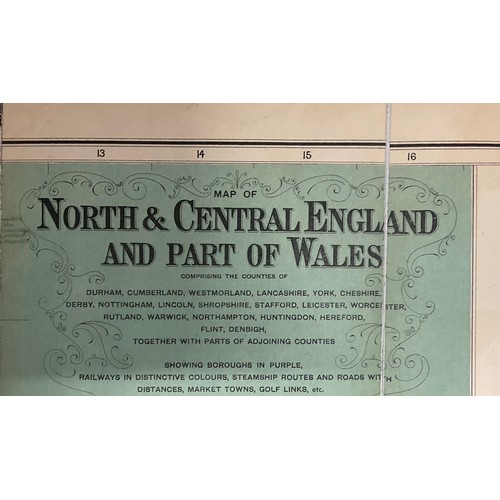 13 14 15 16
MAP OF
NORTH & CENTRAL ENGLAND
AND PART OF WALES
COMPRISING THE COUNTIES OF
DURHAM, CUMBERLAND, WESTMORLAND, LANCASHIRE, YORK, CHESHIRE,
DERBY, NOTTINGHAM, LINCOLN, SHROPSHIRE, STAFFORD, LEICESTER, WORCESTER,
RUTLAND, WARWICK, NORTHAMPTON, HUNTINGDON, HEREFORD,
FLINT, DENBIGH,
TOGETHER WITH PARTS OF ADJOINING COUNTIES
SHOWING BOROUGHS IN PURPLE,
RAILWAYS IN DISTINCTIVE COLOURS, STEAMSHIP ROUTES AND ROADS WITH
DISTANCES, MARKET TOWNS, GOLF LINKS, etc.